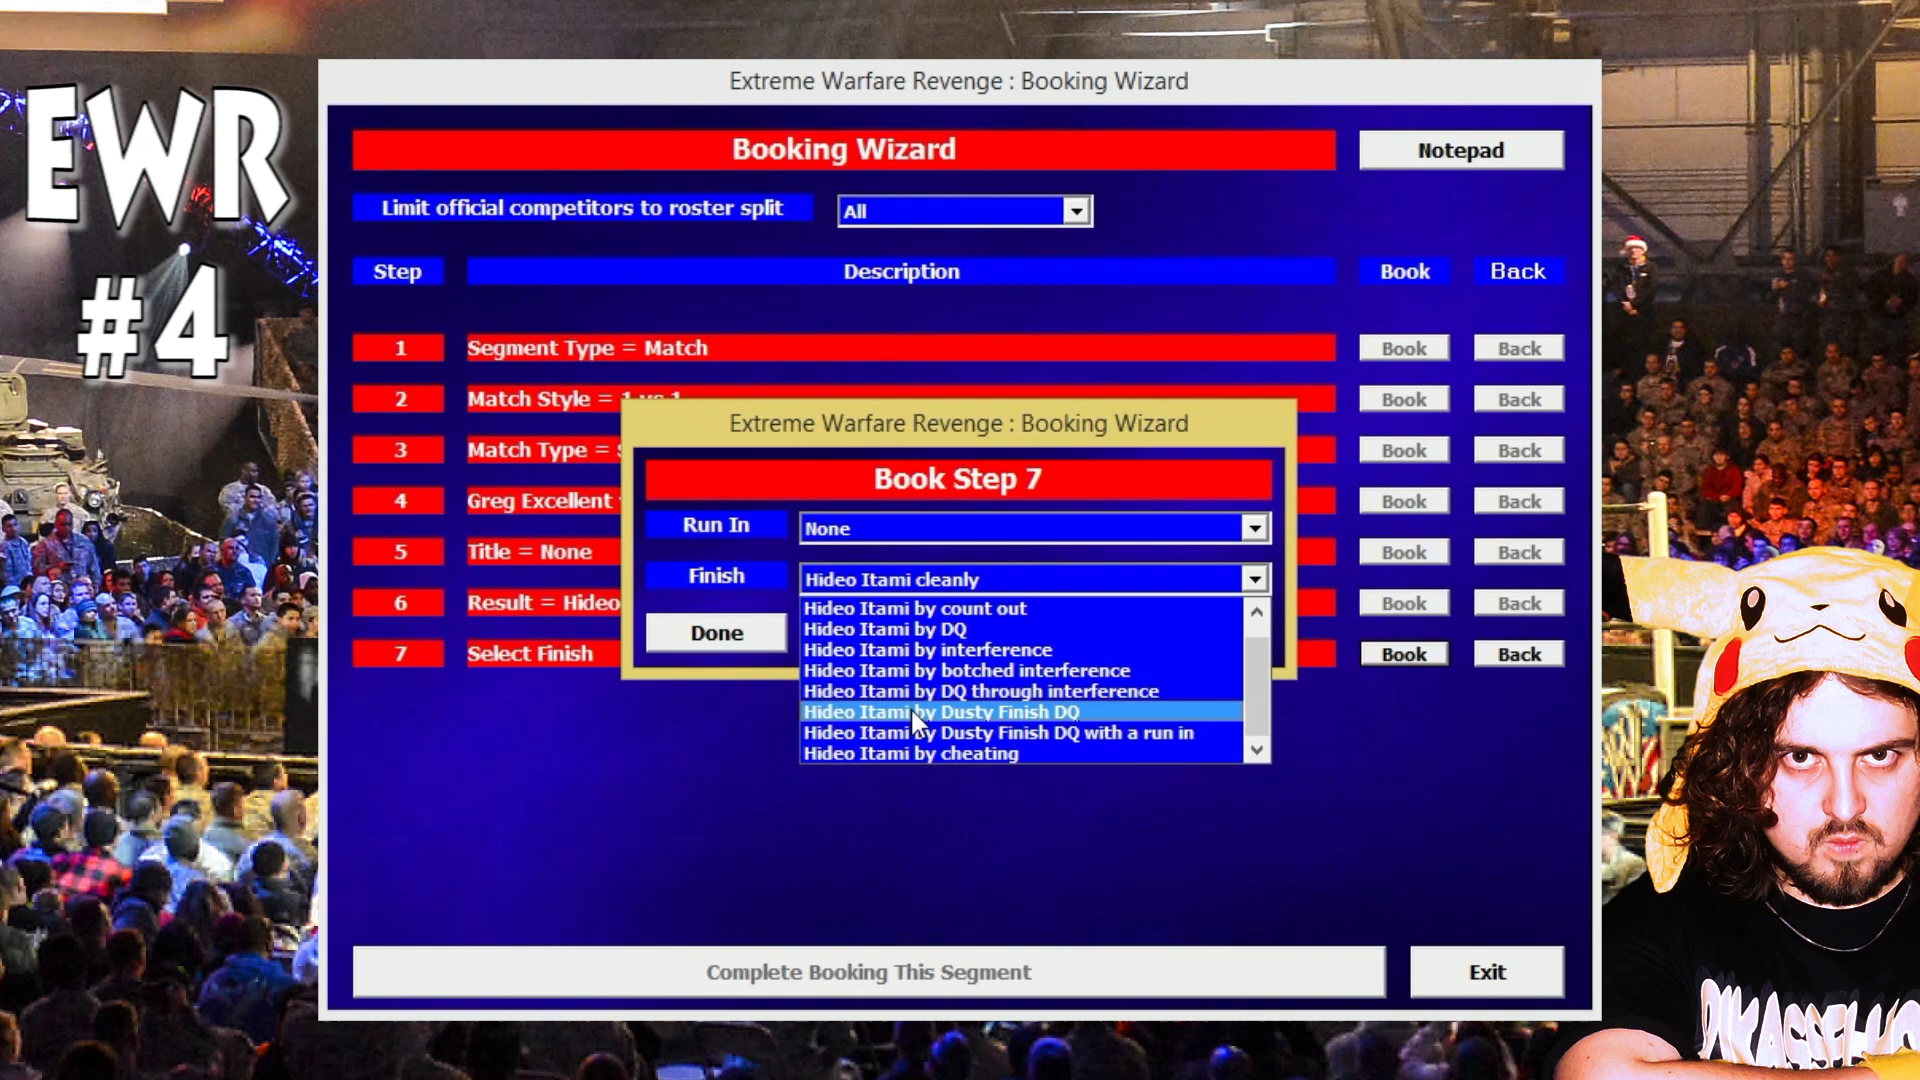 EWR
#4
Extreme Warfare Revenge : Booking Wizard
Booking Wizard
Notepad
Limit official competitors to roster split
All
Step
Description
Book
Back
1
Segment Type = Match
Book
Back
2
Match Style = 1 vs 1
Book
Back
3
Match Type =
Book
Back
4
Greg Excellent
Book
Back
5
Title = None
Book
Back
6
Result = Hideo
Book
Back
7
Select Finish
Book
Back
Extreme Warfare Revenge : Booking Wizard
Book Step 7
Run In
None
Finish
Hideo Itami cleanly
Done
Hideo Itami by count out
Hideo Itami by DQ
Hideo Itami by interference
Hideo Itami by botched interference
Hideo Itami by DQ through interference
Hideo Itami by Dusty Finish DQ
Hideo Itami by Dusty Finish DQ with a run in
Hideo Itami by cheating
Complete Booking This Segment
Exit